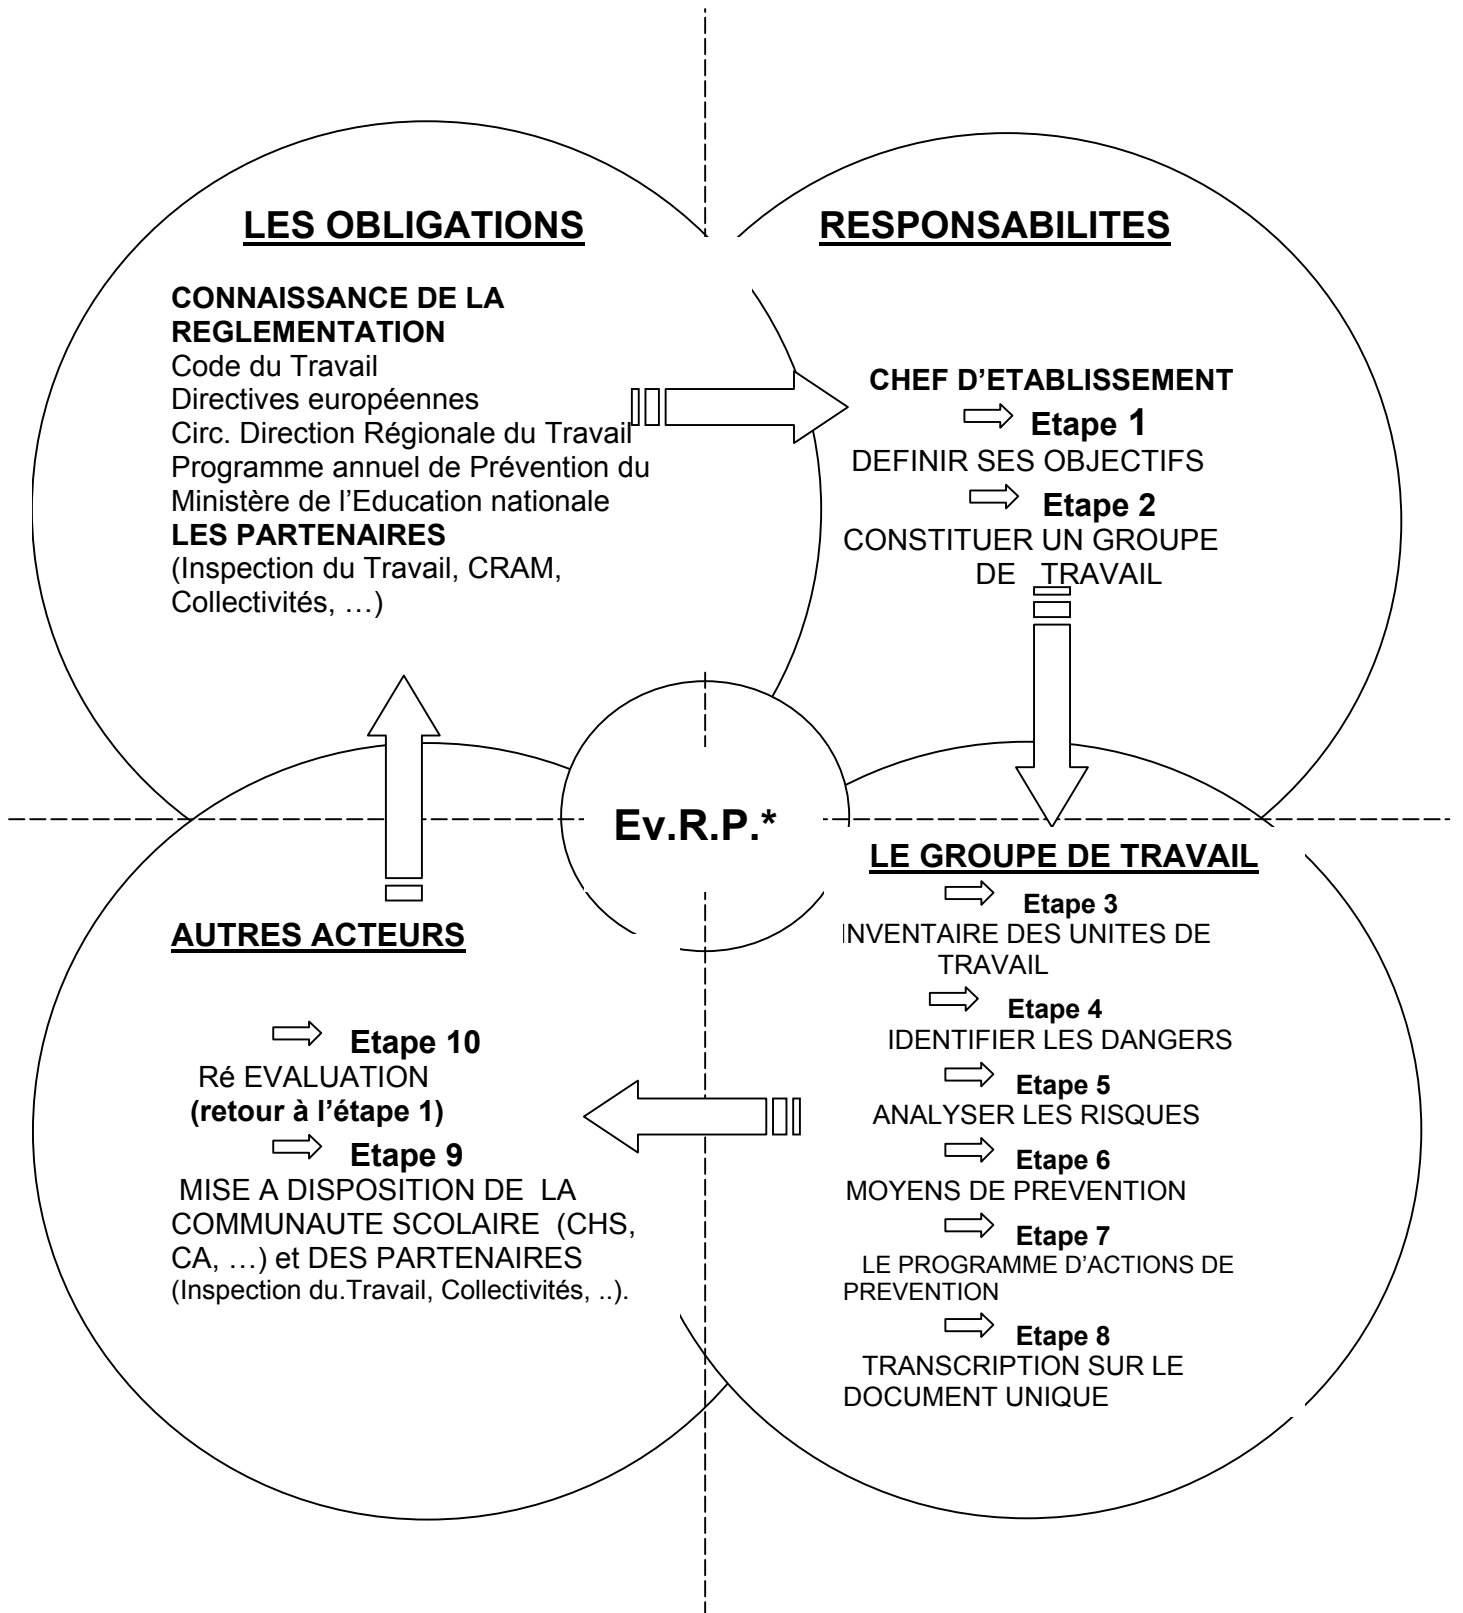 LES OBLIGATIONS
CONNAISSANCE DE LA
REGLEMENTATION
Code du Travail
Directives européennes
Circ. Direction Régionale du Travail
Programme annuel de Prévention du
Ministère de l’Education nationale
LES PARTENAIRES
(Inspection du Travail, CRAM,
Collectivités, …)
RESPONSABILITES
CHEF D’ETABLISSEMENT
Etape 1
DEFINIR SES OBJECTIFS
Etape 2
CONSTITUER UN GROUPE
DE TRAVAIL
Ev.R.P.*
LE GROUPE DE TRAVAIL
Etape 3
INVENTAIRE DES UNITES DE
TRAVAIL
Etape 4
IDENTIFIER LES DANGERS
Etape 5
ANALYSER LES RISQUES
Etape 6
MOYENS DE PREVENTION
Etape 7
LE PROGRAMME D’ACTIONS DE
PREVENTION
Etape 8
TRANSCRIPTION SUR LE
DOCUMENT UNIQUE
AUTRES ACTEURS
Etape 10
Ré EVALUATION
(retour à l’étape 1)
Etape 9
MISE A DISPOSITION DE LA
COMMUNAUTE SCOLAIRE (CHS,
CA, …) et DES PARTENAIRES
(Inspection du.Travail, Collectivités, ..).